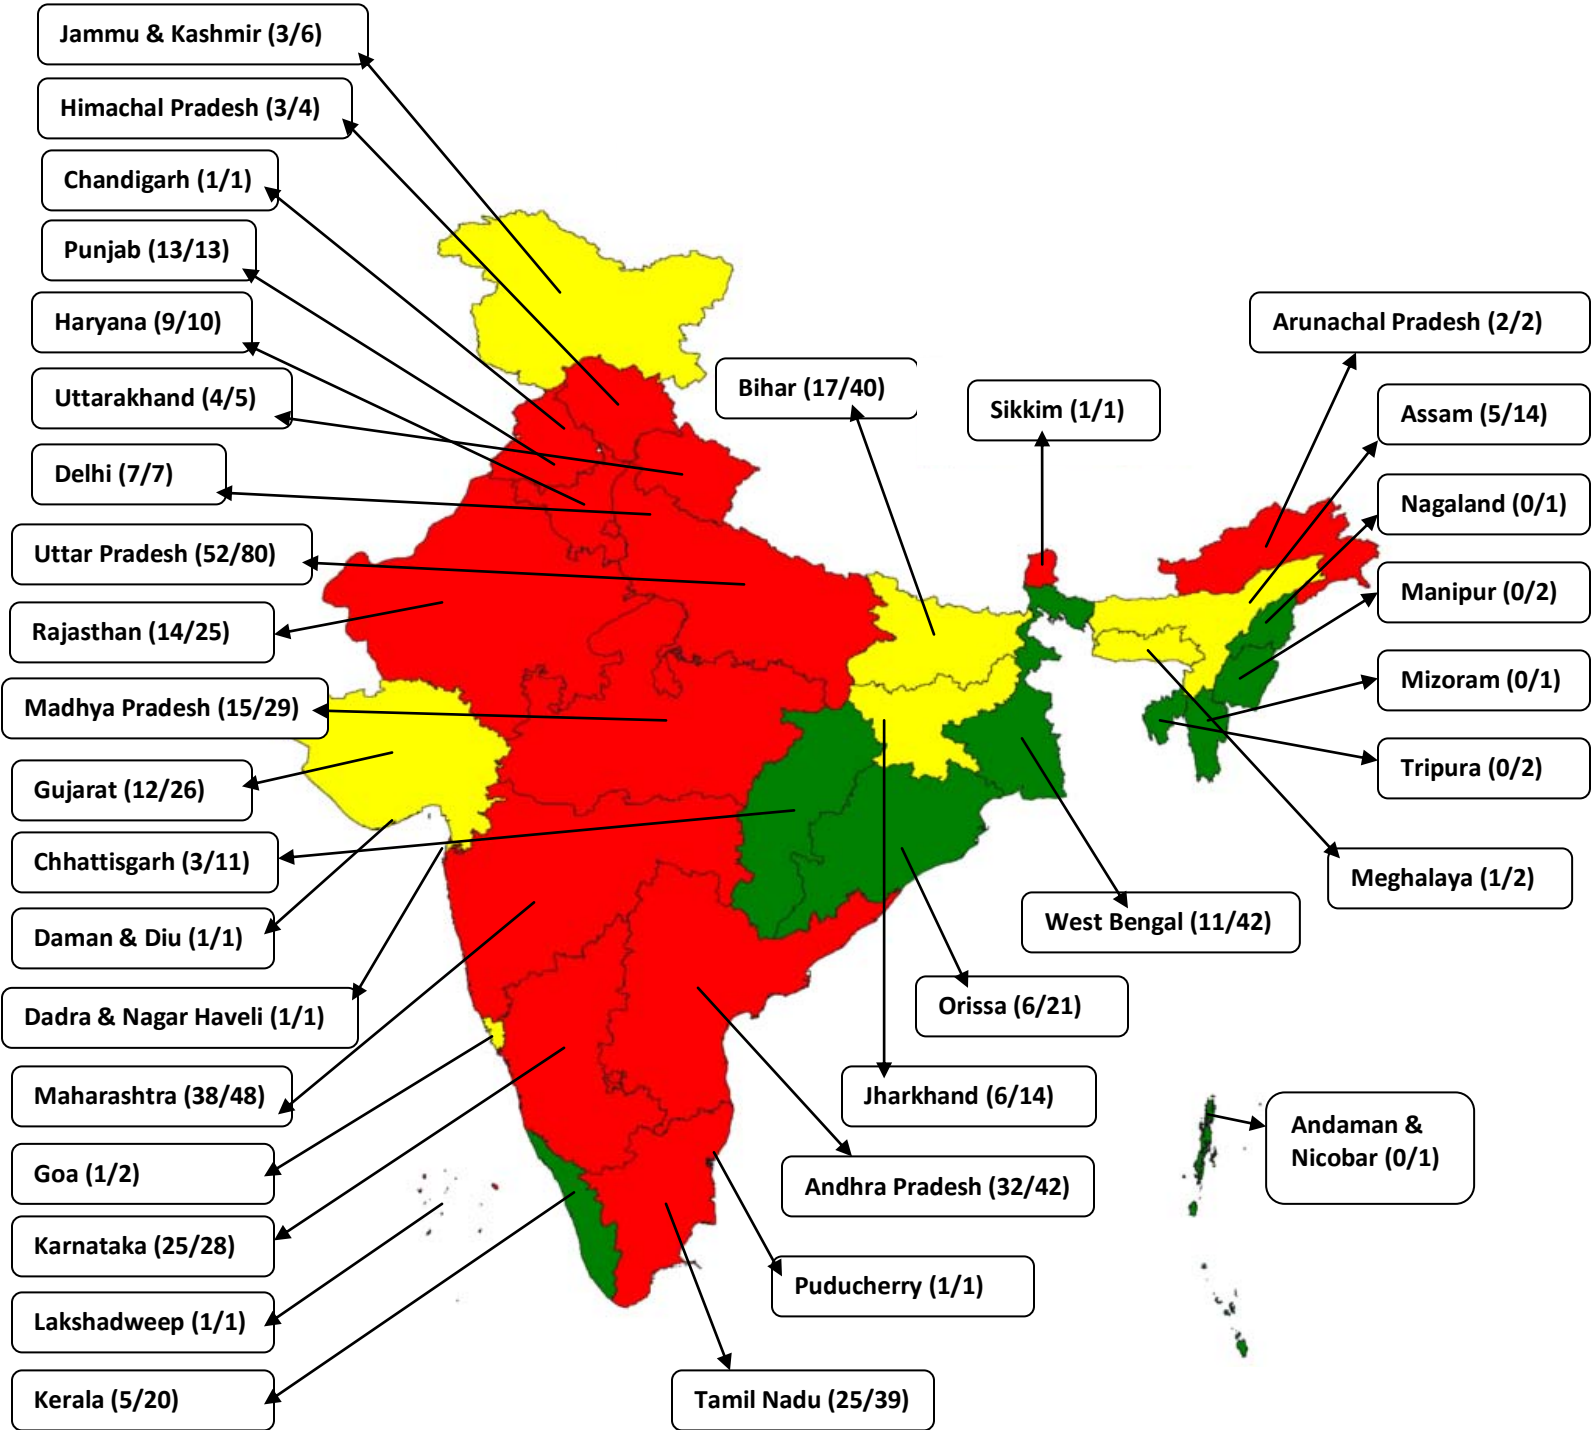 Jammu & Kashmir (3/6)
Himachal Pradesh (3/4)
Chandigarh (1/1)
Punjab (13/13)
Haryana (9/10)
Uttarakhand (4/5)
Delhi (7/7)
Uttar Pradesh (52/80)
Rajasthan (14/25)
Madhya Pradesh (15/29)
Gujarat (12/26)
Chhattisgarh (3/11)
Daman & Diu (1/1)
Dadra & Nagar Haveli (1/1)
Maharashtra (38/48)
Goa (1/2)
Karnataka (25/28)
Lakshadweep (1/1)
Kerala (5/20)
Bihar (17/40)
Sikkim (1/1)
Arunachal Pradesh (2/2)
Assam (5/14)
Nagaland (0/1)
Manipur (0/2)
Mizoram (0/1)
Tripura (0/2)
Meghalaya (1/2)
West Bengal (11/42)
Orissa (6/21)
Jharkhand (6/14)
Andhra Pradesh (32/42)
Puducherry (1/1)
Tamil Nadu (25/39)
Andaman &
Nicobar (0/1)